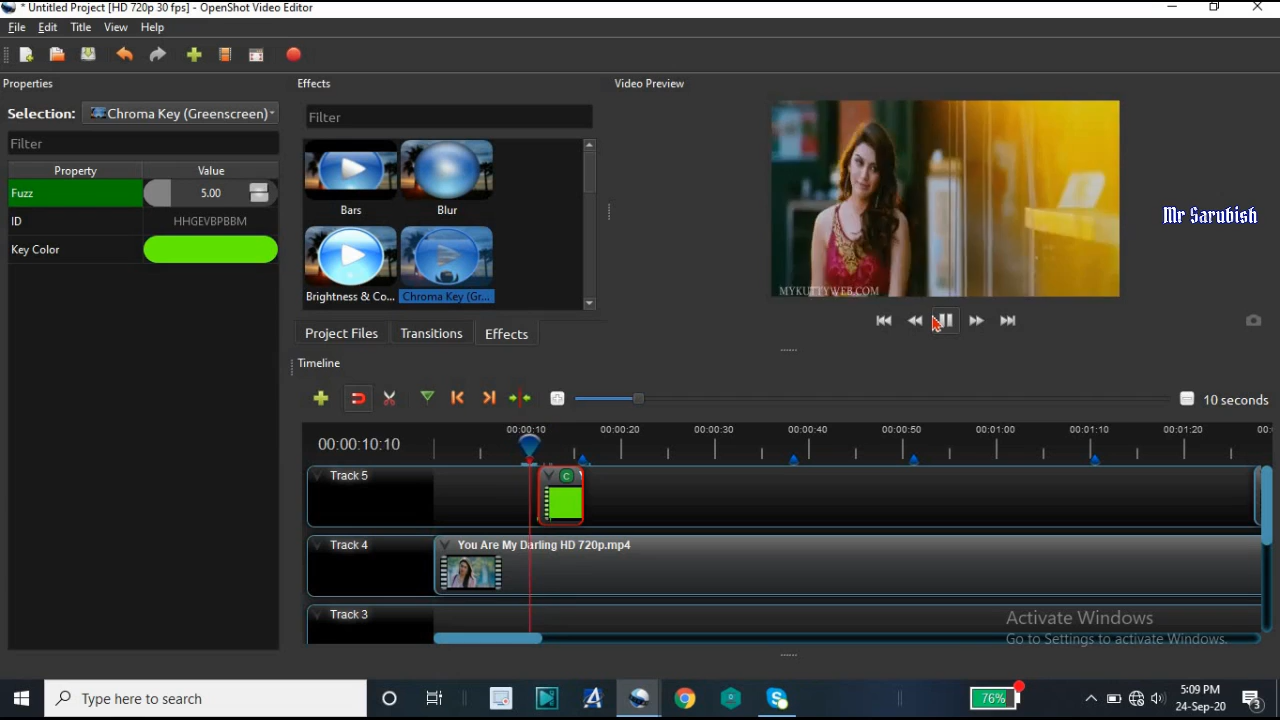 * Untitled Project [HD 720p 30 fps] - OpenShot Video Editor
File Edit Title View Help
Properties
Effects
Video Preview
Selection: Chroma Key (Greenscreen)
Filter
Filter
Property Value
Fuzz 5.00
ID HHGEVBPBBM
Key Color
Bars
Blur
Brightness & Co...
Chroma Key (Gr...
MYKUTTYWEB.COM
Mr Sarubish
Project Files Transitions Effects
Timeline
10 seconds
00:00:10:10
00:00:10 00:00:20 00:00:30 00:00:40 00:00:50 00:01:00 00:01:10 00:01:20
Track 5
C
Track 4
You Are My Darling HD 720p.mp4
Track 3
Activate Windows
Go to Settings to activate Windows.
Type here to search
76%
5:09 PM
24-Sep-20
3